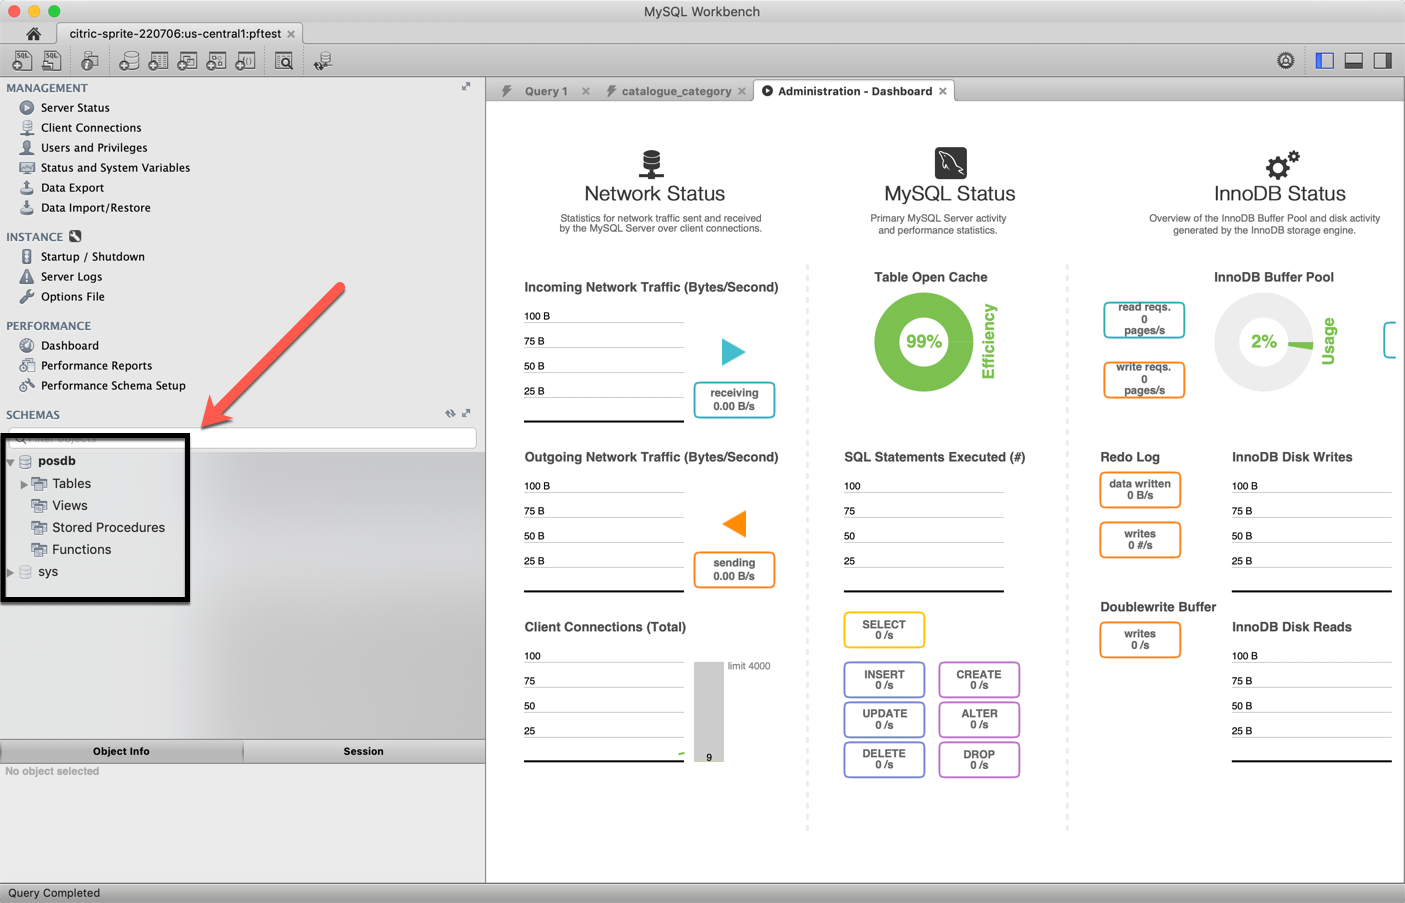 MySQL Workbench
citric-sprite-220706:us-central1:pftest
MANAGEMENT
Server Status
Client Connections
Users and Privileges
Status and System Variables
Data Export
Data Import/Restore
INSTANCE
Startup / Shutdown
Server Logs
Options File
PERFORMANCE
Dashboard
Performance Reports
Performance Schema Setup
SCHEMAS
Filter objects
posdb
Tables
Views
Stored Procedures
Functions
sys
Object Info
Session
No object selected
Query 1
catalogue_category
Administration - Dashboard
Network Status
Statistics for network traffic sent and received
by the MySQL Server over client connections.
Incoming Network Traffic (Bytes/Second)
100 B
75 B
50 B
25 B
receiving
0.00 B/s
Outgoing Network Traffic (Bytes/Second)
100 B
75 B
50 B
25 B
sending
0.00 B/s
Client Connections (Total)
100
75
50
25
limit 4000
9
MySQL Status
Primary MySQL Server activity
and performance statistics.
Table Open Cache
99%
Efficiency
SQL Statements Executed (#)
100
75
50
25
SELECT
0 /s
INSERT
0 /s
CREATE
0 /s
UPDATE
0 /s
ALTER
0 /s
DELETE
0 /s
DROP
0 /s
InnoDB Status
Overview of the InnoDB Buffer Pool and disk activity
generated by the InnoDB storage engine.
InnoDB Buffer Pool
read reqs.
0
pages/s
write reqs.
0
pages/s
2%
Usage
Redo Log
data written
0 B/s
writes
0 #/s
Doublewrite Buffer
writes
0 /s
InnoDB Disk Writes
100 B
75 B
50 B
25 B
InnoDB Disk Reads
100 B
75 B
50 B
25 B
Query Completed